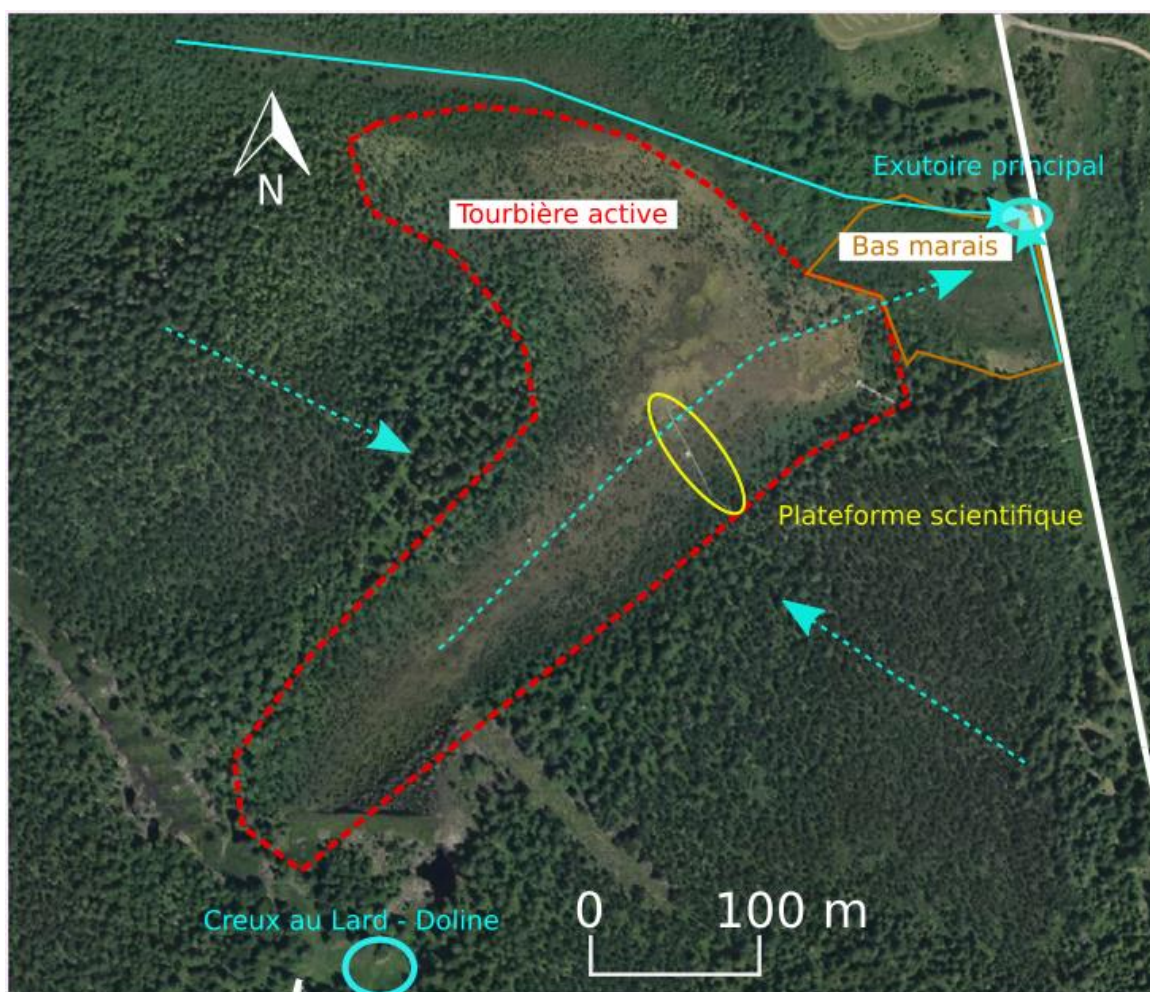 N
Exutoire principal
Tourbière active
Bas marais
Plateforme scientifique
0 100 m
Creux au Lard - Doline